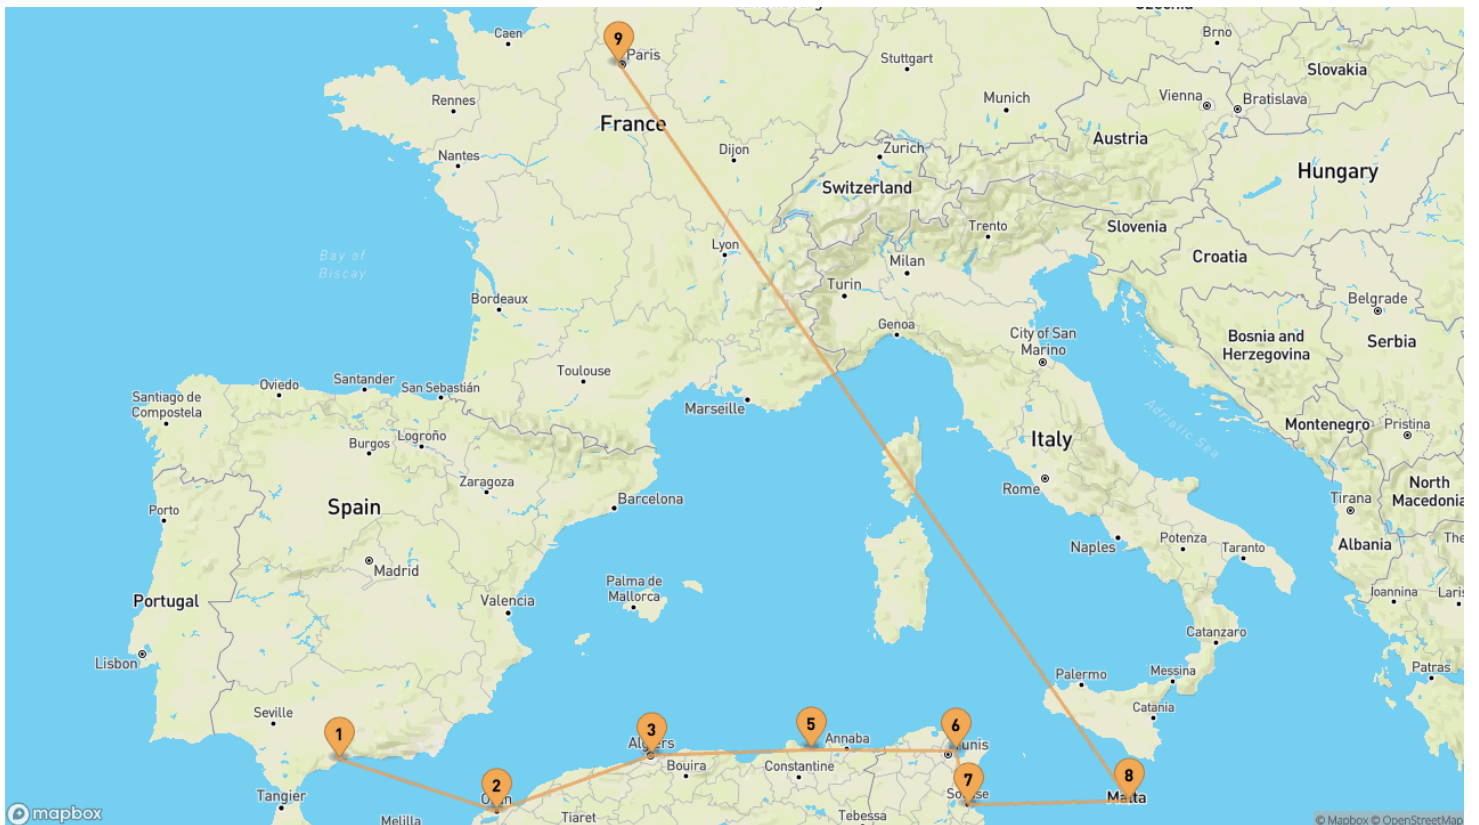 9
Paris
Caen
Rennes
France
Nantes
Dijon
Stuttgart
Munich
Zurich
Switzerland
Vienna
Bratislava
Brno
Slovakia
Austria
Hungary
Slovenia
Croatia
Trento
Milan
Turin
Genoa
Lyon
Bay of
Biscay
Bordeaux
Toulouse
Marseille
City of San
Marino
Bosnia and
Herzegovina
Belgrade
Serbia
Montenegro
Pristina
Adriatic Sea
Italy
Rome
North
Macedonia
Tirana
Albania
Naples
Potenza
Taranto
Ioannina
Catanzaro
Messina
Patras
Palermo
Catania
Santiago de
Compostela
Oviedo
Santander
San Sebastián
Burgos
Logroño
Zaragoza
Barcelona
Spain
Porto
Madrid
Portugal
Valencia
Palma de
Mallorca
Lisbon
Seville
1
2
3
5
6
7
8
Bouira
Annaba
Constantine
Malta
Tangier
Melilla
Tiaret
Tebessa
mapbox
© Mapbox © OpenStreetMap